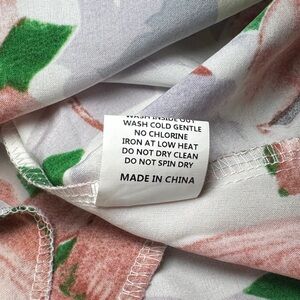 WASH INSIDE OUT
WASH COLD GENTLE
NO CHLORINE
IRON AT LOW HEAT
DO NOT DRY CLEAN
DO NOT SPIN DRY
MADE IN CHINA